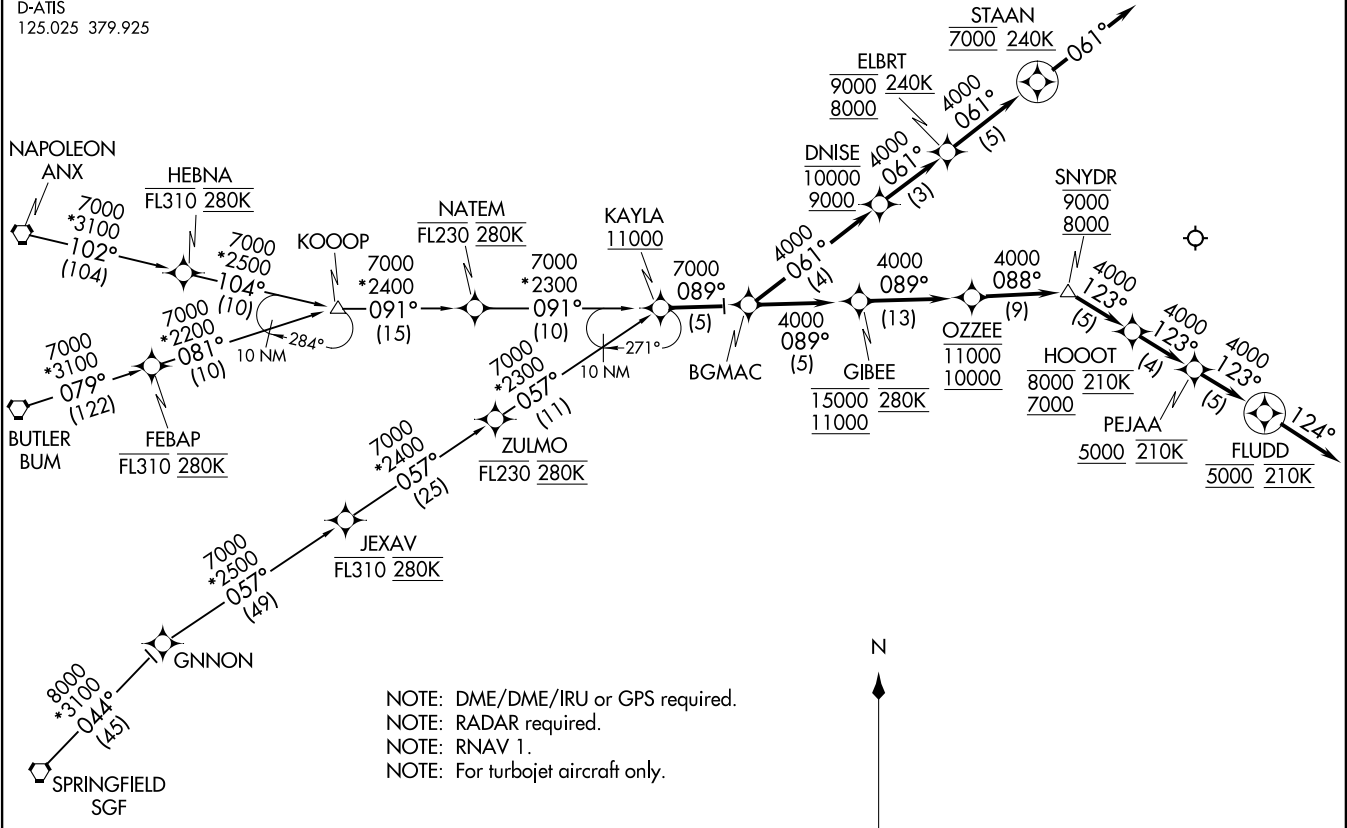 D-ATIS
125.025 379.925
STAAN
7000 240K
061°
ELBRT
9000 240K
8000
4000
061°
(5)
NAPOLEON
ANX
7000
*3100
102°
(104)
HEBNA
FL310 280K
7000
*2500
104°
(10)
KOOOP
NATEM
FL230 280K
7000
*2400
091°
(15)
7000
*2300
091°
(10)
KAYLA
11000
7000
089°
(5)
DNISE
10000
9000
4000
061°
(3)
4000
061°
(4)
SNYDR
9000
8000
4000
089°
(5)
4000
089°
(13)
4000
088°
(9)
4000
123°
(5)
4000
123°
(4)
4000
123°
(5)
124°
7000
*3100
079°
(122)
BUTLER
BUM
7000
*2200
081°
(10)
10 NM
284°
FEBAP
FL310 280K
7000
*2300
057°
(11)
10 NM
271°
BGMAC
GIBEE
15000 280K
11000
OZZEE
11000
10000
HOOOT
8000 210K
7000
PEJAA
5000 210K
FLUDD
5000 210K
ZULMO
FL230 280K
7000
*2400
057°
(25)
JEXAV
FL310 280K
7000
*2500
057°
(49)
GNNON
8000
*3100
044°
(45)
SPRINGFIELD
SGF
NOTE: DME/DME/IRU or GPS required.
NOTE: RADAR required.
NOTE: RNAV 1.
NOTE: For turbojet aircraft only.
N